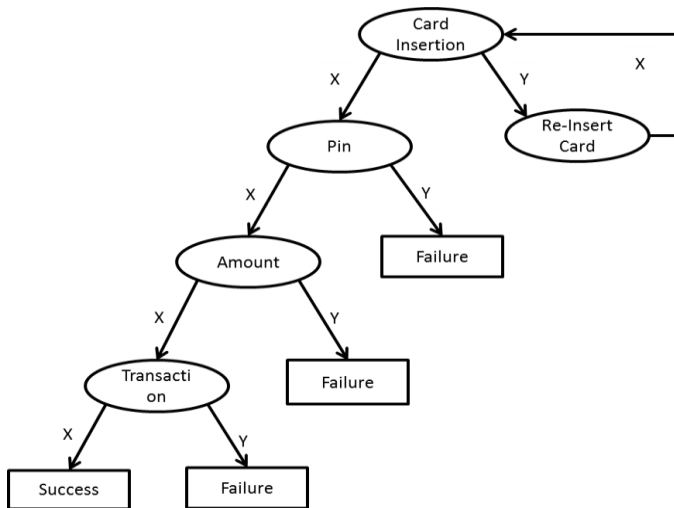 Card
Insertion
X
X
Y
Re-Insert
Card
Pin
X
Y
Amount
Failure
X
Y
Transacti
on
Failure
X
Y
Success
Failure